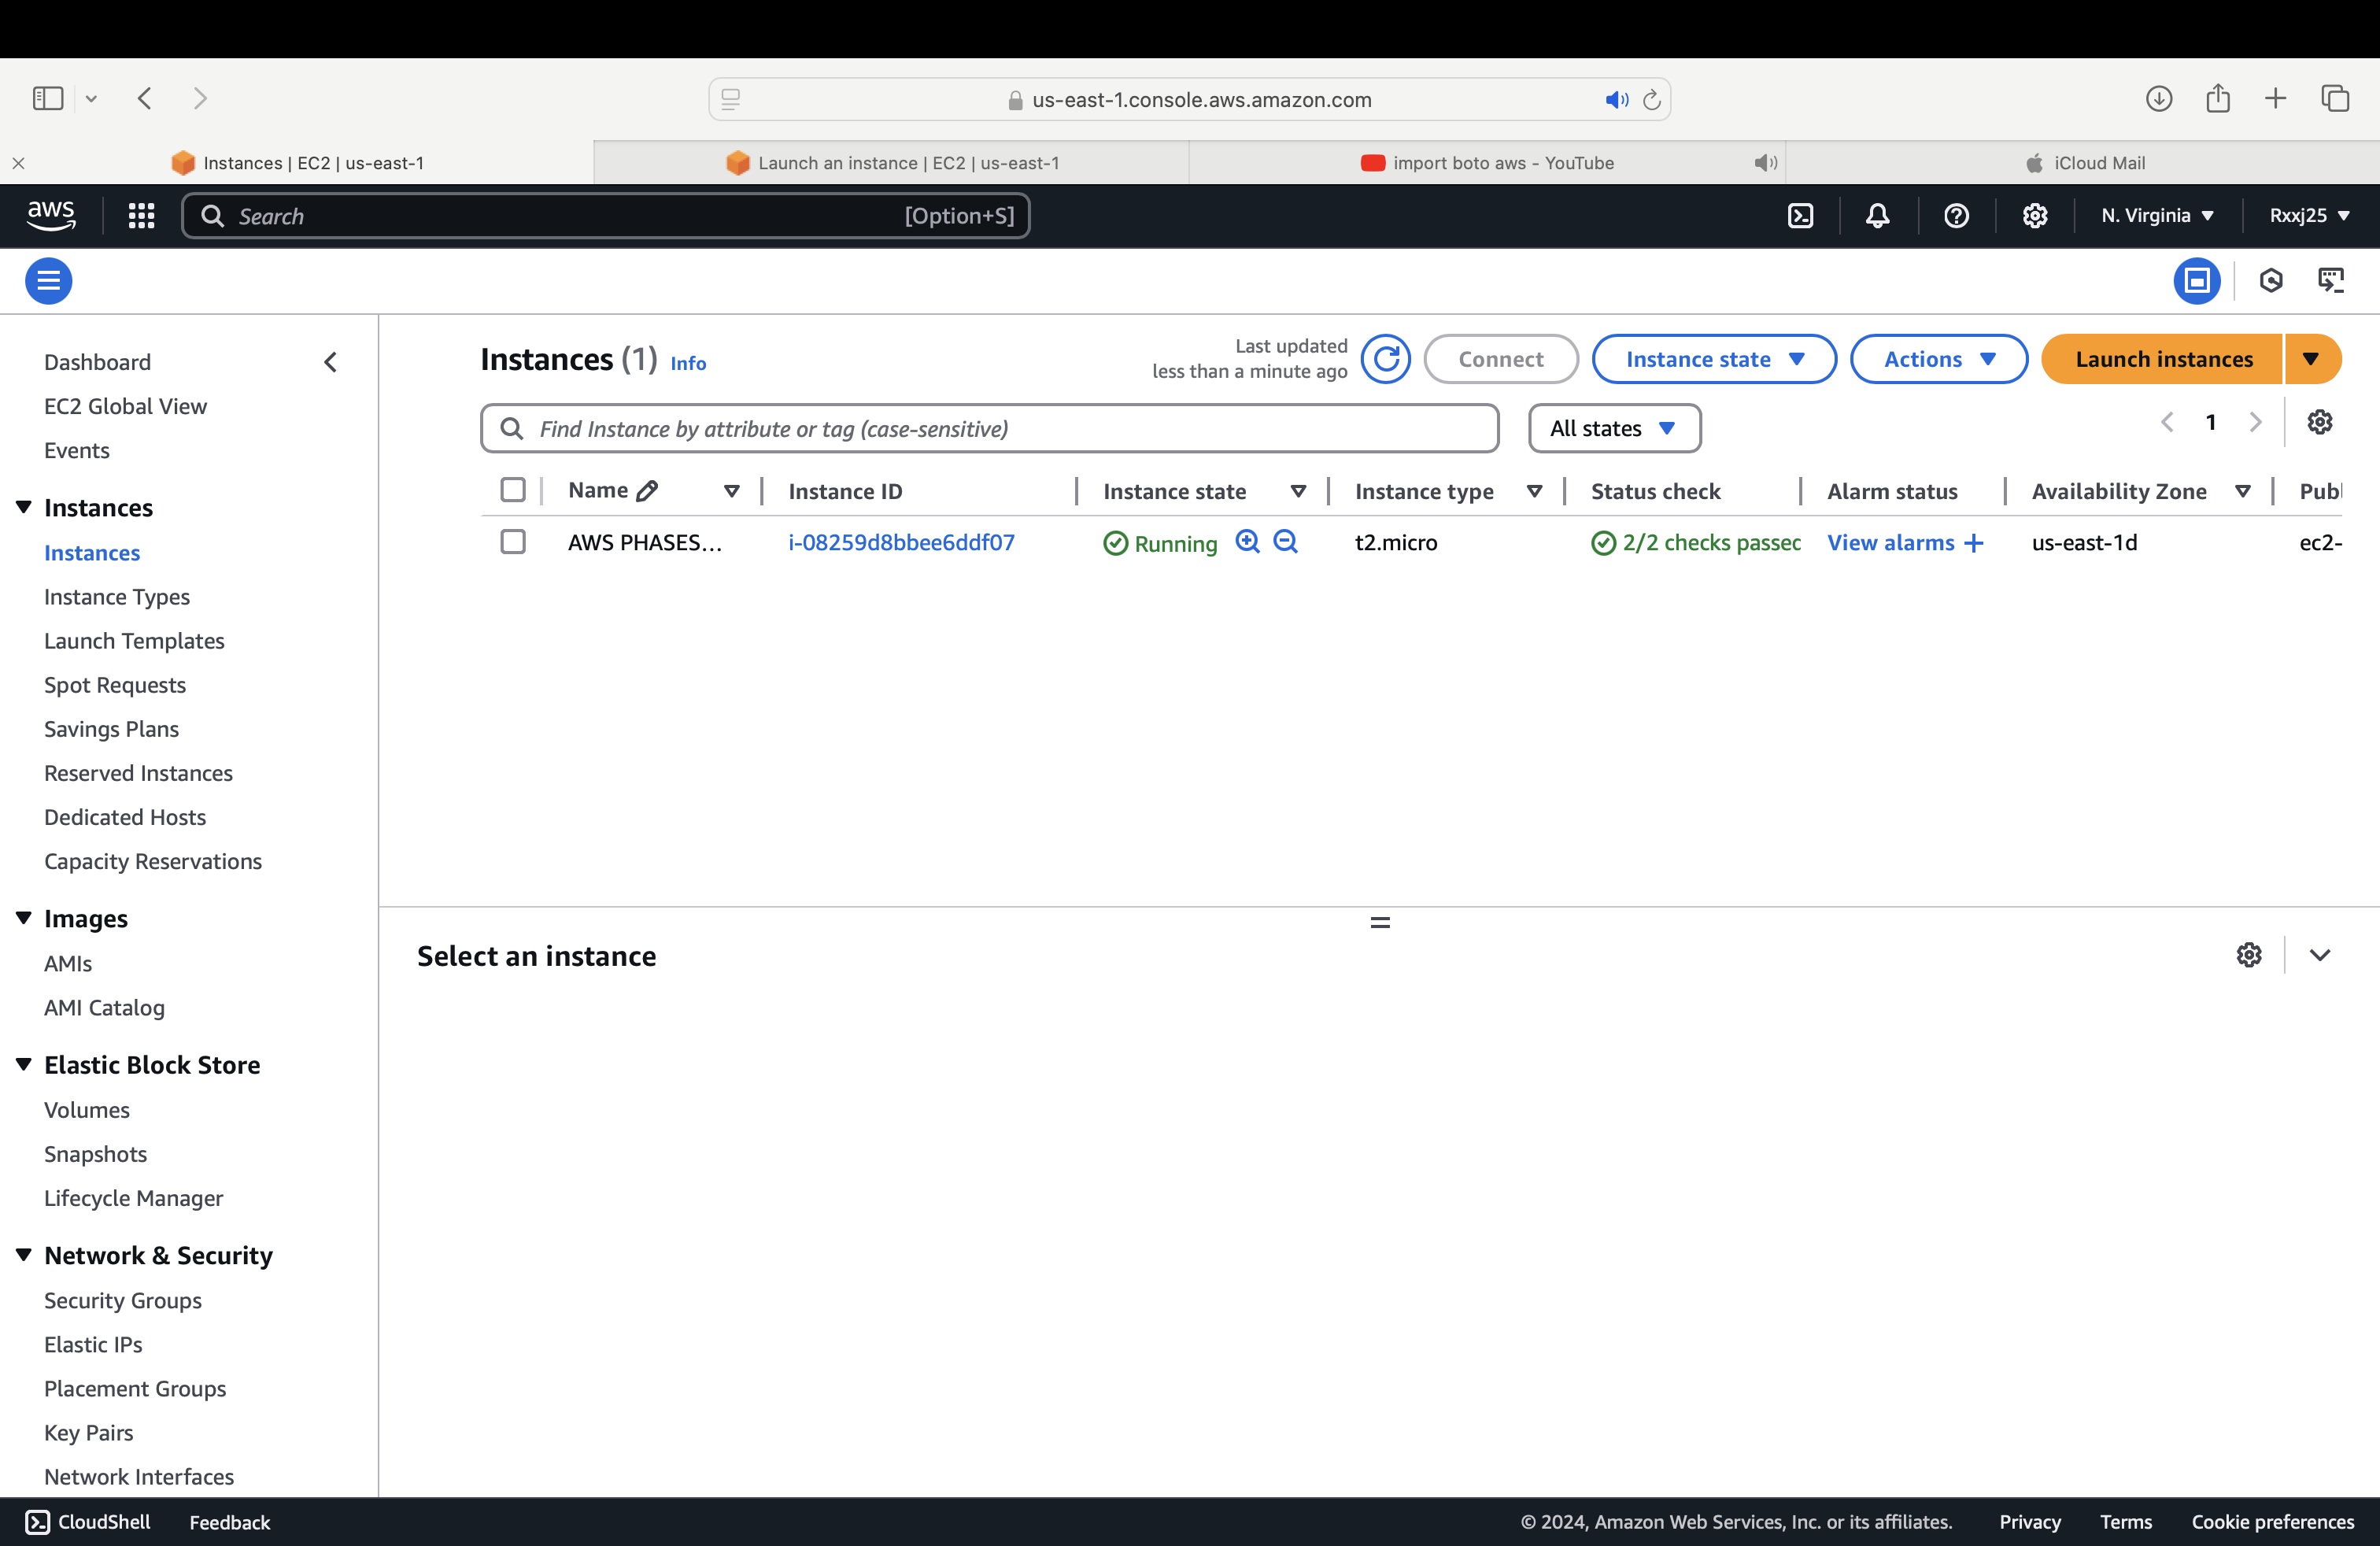 us-east-1.console.aws.amazon.com
Instances | EC2 | us-east-1
Launch an instance | EC2 | us-east-1
import boto aws - YouTube
iCloud Mail
aws
Search
[Option+S]
N. Virginia
Rxxj25
Dashboard
EC2 Global View
Events
Instances
Instances
Instance Types
Launch Templates
Spot Requests
Savings Plans
Reserved Instances
Dedicated Hosts
Capacity Reservations
Images
AMIs
AMI Catalog
Elastic Block Store
Volumes
Snapshots
Lifecycle Manager
Network & Security
Security Groups
Elastic IPs
Placement Groups
Key Pairs
Network Interfaces
Instances (1) Info
Last updated
less than a minute ago
Connect
Instance state
Actions
Launch instances
Find Instance by attribute or tag (case-sensitive)
All states
1
Name Instance ID Instance state Instance type Status check Alarm status Availability Zone Publ
AWS PHASES... i-08259d8bbee6ddf07 Running t2.micro 2/2 checks passec View alarms + us-east-1d ec2-
Select an instance
CloudShell Feedback © 2024, Amazon Web Services, Inc. or its affiliates. Privacy Terms Cookie preferences